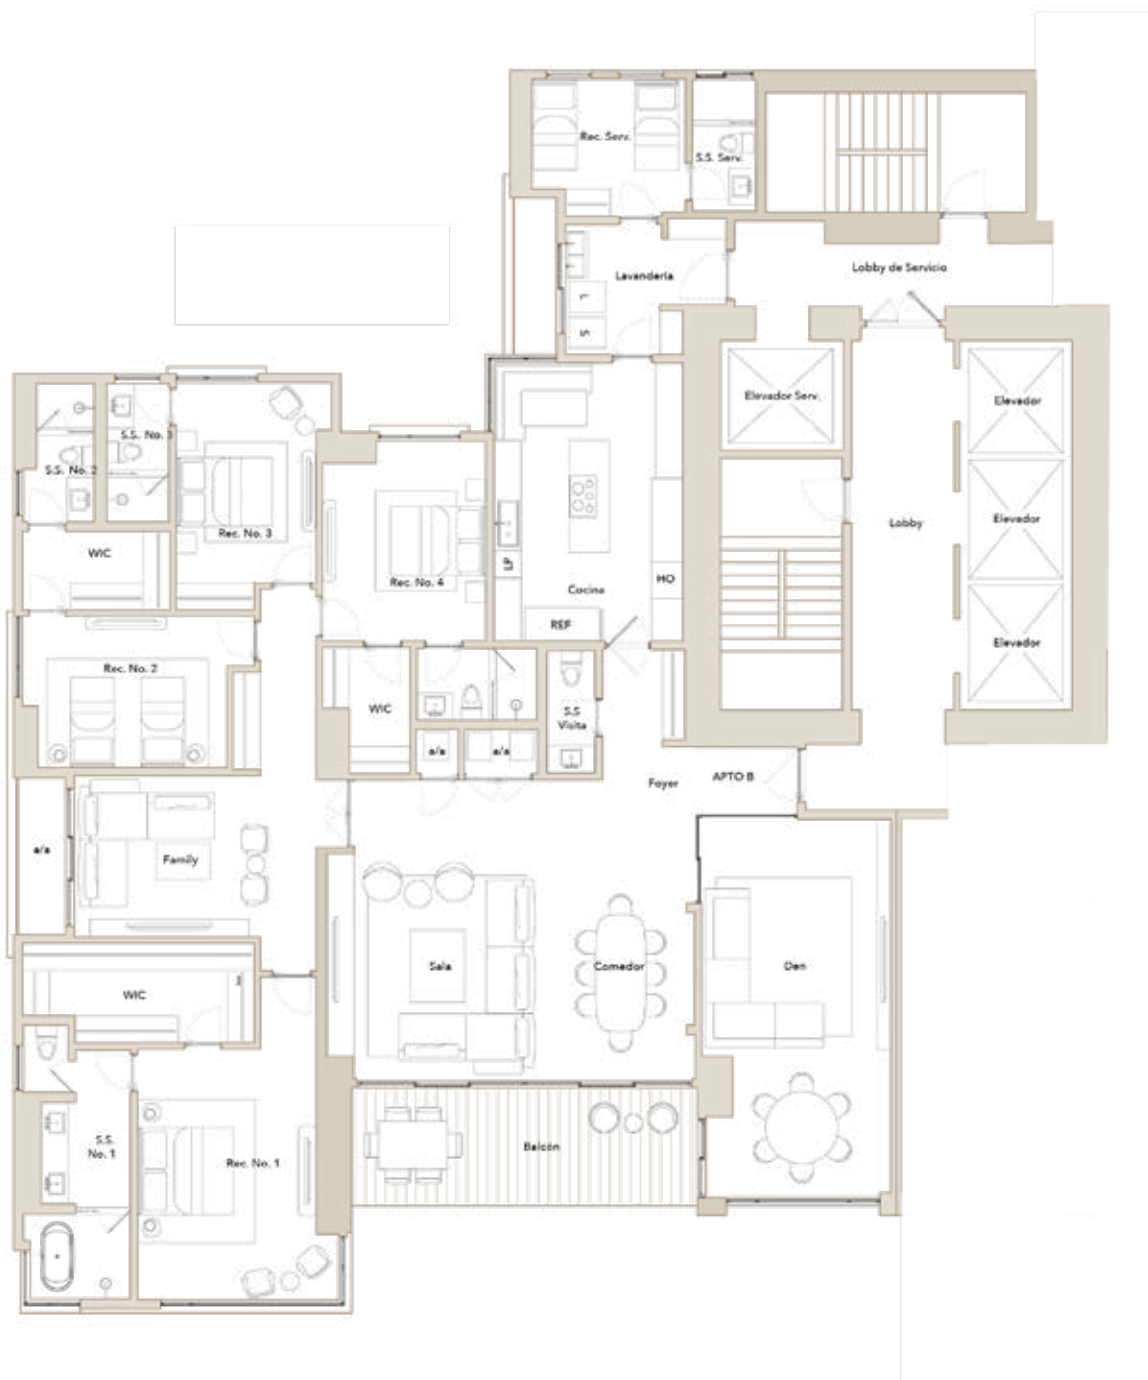 Rec. Serv.
S.S. Serv.
Lavandería
Lobby de Servicio
L
S
Elevador Serv.
Elevador
S.S. No. 3
S.S. No. 2
Rec. No. 3
WIC
Rec. No. 4
LP
Cocina
HO
REF
Lobby
Elevador
Elevador
Rec. No. 2
WIC
S.S
Visita
a/a
a/a
Foyer
APTO B
a/a
Family
Sala
Comedor
Den
WIC
S.S.
No. 1
Rec. No. 1
Balcón